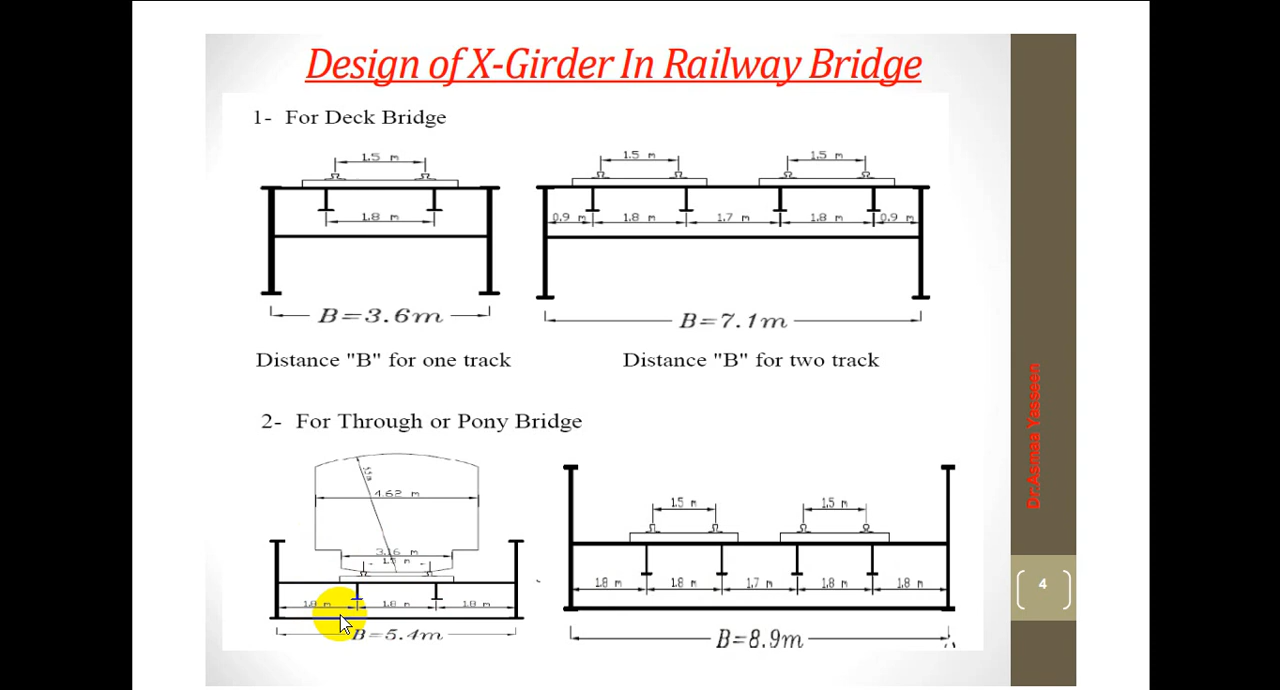 Design of X-Girder In Railway Bridge
1- For Deck Bridge
1.5 m
1.8 m
B=3.6m
1.5 m 1.5 m
0.9 m 1.8 m 1.7 m 1.8 m 0.9 m
B=7.1m
Distance "B" for one track
Distance "B" for two track
2- For Through or Pony Bridge
4.62 m
3.16 m
1.8 m 1.8 m 1.8 m
B=5.4m
1.5 m 1.5 m
1.8 m 1.8 m 1.7 m 1.8 m 1.8 m
B=8.9m
Dr.Asmaa Yasseen
4